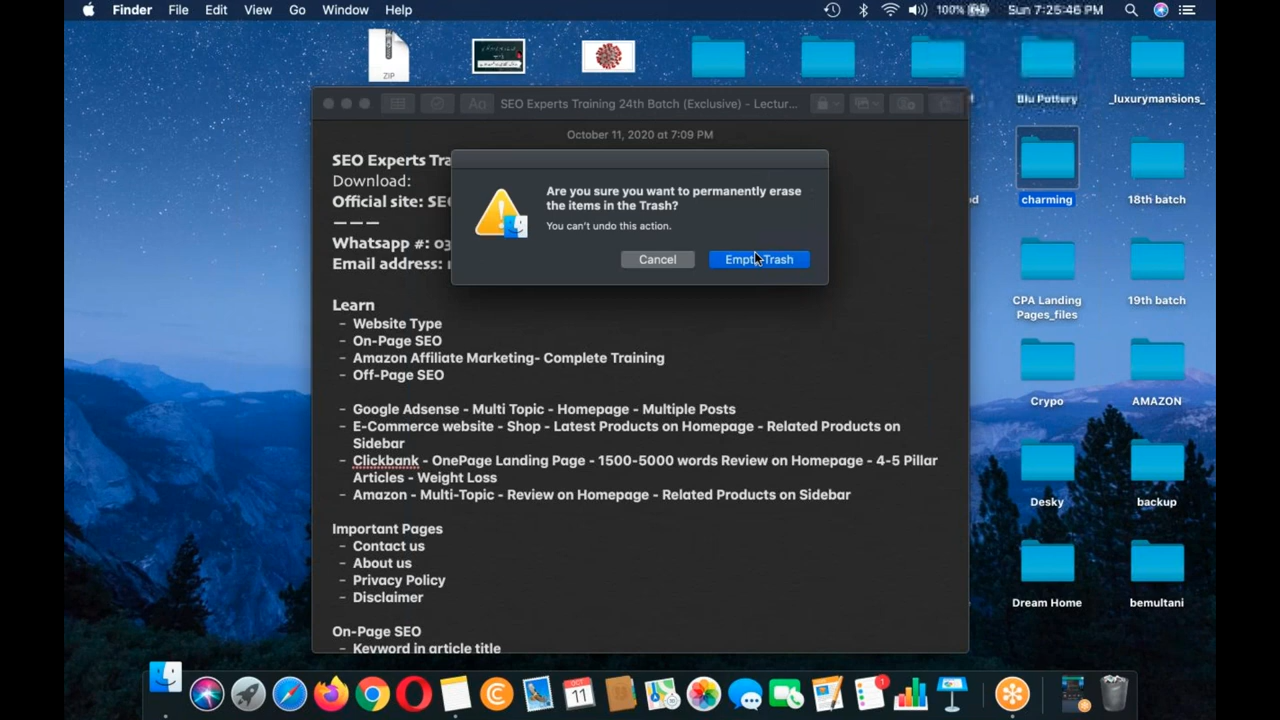 Finder File Edit View Go Window Help 100% Sun 7:25:46 PM
ZIP
Blu Pottery
_luxurymansions_
SEO Experts Training 24th Batch (Exclusive) - Lectur...
October 11, 2020 at 7:09 PM
SEO Experts Tra
Download:
Official site: SE
— — —
Whatsapp #: 03
Email address:
Are you sure you want to permanently erase
the items in the Trash?
You can't undo this action.
Cancel
Empty Trash
charming
18th batch
Learn
- Website Type
- On-Page SEO
- Amazon Affiliate Marketing- Complete Training
- Off-Page SEO
- Google Adsense - Multi Topic - Homepage - Multiple Posts
- E-Commerce website - Shop - Latest Products on Homepage - Related Products on
Sidebar
- Clickbank - OnePage Landing Page - 1500-5000 words Review on Homepage - 4-5 Pillar
Articles - Weight Loss
- Amazon - Multi-Topic - Review on Homepage - Related Products on Sidebar
Important Pages
- Contact us
- About us
- Privacy Policy
- Disclaimer
On-Page SEO
- Keyword in article title
CPA Landing
Pages_files
19th batch
Crypo
AMAZON
Desky
backup
Dream Home
bemultani
OCT
11
1